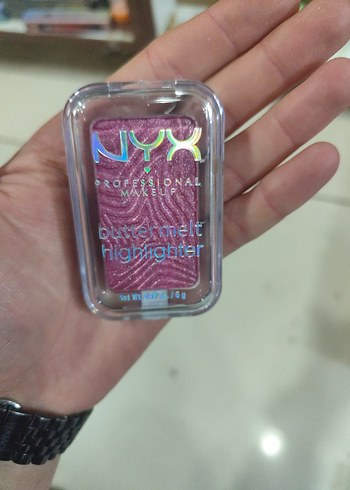 NYX
PROFESSIONAL
MAKEUP
buttermelt
highlighter